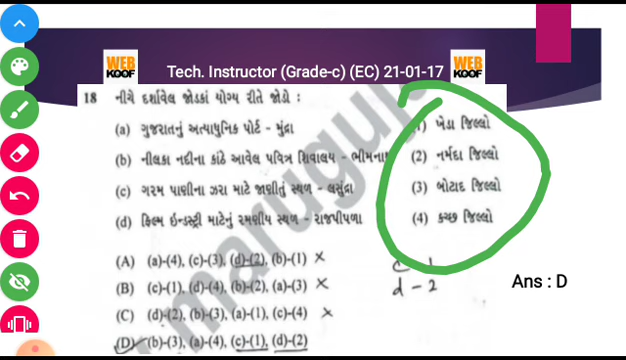 WEB KOOF
Tech. Instructor (Grade-c) (EC) 21-01-17
WEB KOOF
18 નીચે દર્શાવેલ જોડકાં યોગ્ય રીતે જોડો :
(a) ગુજરાતનું અત્યાધુનિક પોર્ટ - મુંદ્રા
(1) ખેડા જિલ્લો
(b) નીલકા નદીના કાંઠે આવેલ પવિત્ર શિવાલય - ભીમના
(2) નર્મદા જિલ્લો
(c) ગરમ પાણીના ઝરા માટે જાણીતું સ્થળ - લસુંદ્રા
(3) બોટાદ જિલ્લો
(d) ફિલ્મ ઇન્ડસ્ટ્રી માટેનું રમણીય સ્થળ - રાજપીપળા
(4) કચ્છ જિલ્લો
(A) (a)-(4), (c)-(3), (d)-(2), (b)-(1) ×
(B) (c)-(1), (d)-(4), (b)-(2), (a)-(3) ×
(C) (d)-(2), (b)-(3), (a)-(1), (c)-(4) ×
(D) (b)-(3), (a)-(4), (c)-(1), (d)-(2)
c 1
d - 2
Ans : D